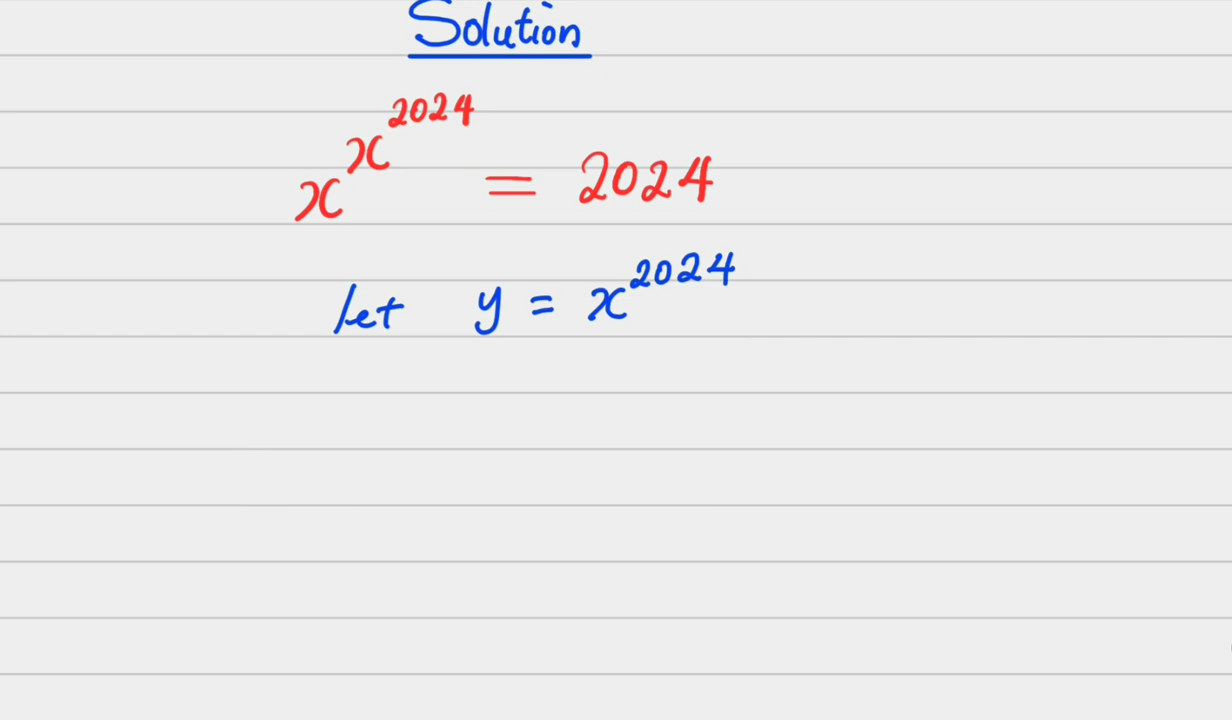 Solution
x^x^2024 = 2024
let y = x^2024